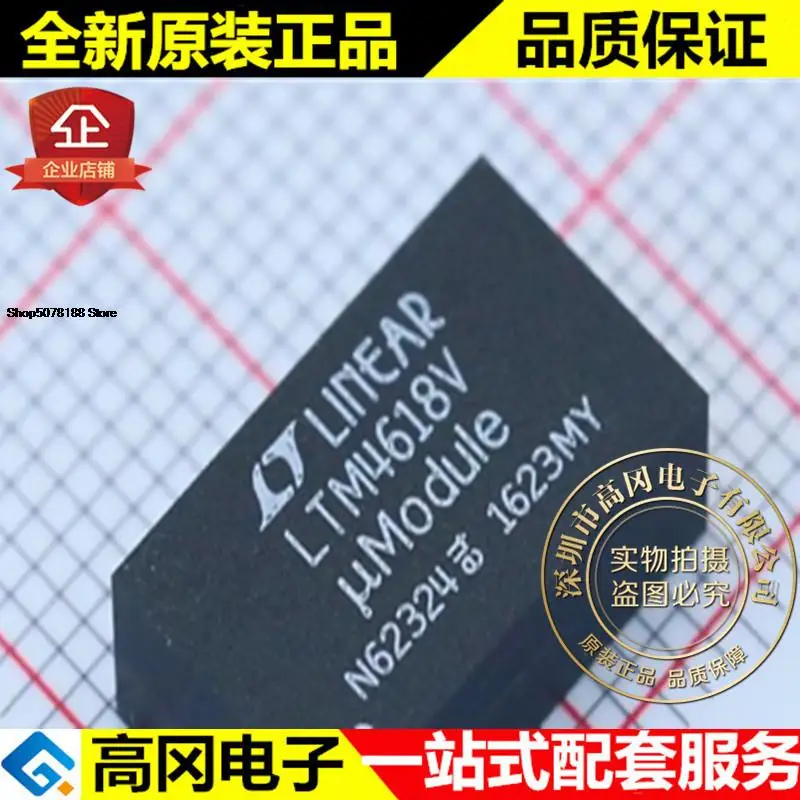 全新原装正品 品质保证
企
企业店铺
Shop5078188 Store
LT LINEAR
LTM4618V
µModule
N62324 e4 1623MY
深圳市高冈电子有限公司
实物拍摄
盗图必究
原装正品 品质保障
G 高冈电子 一站式配套服务